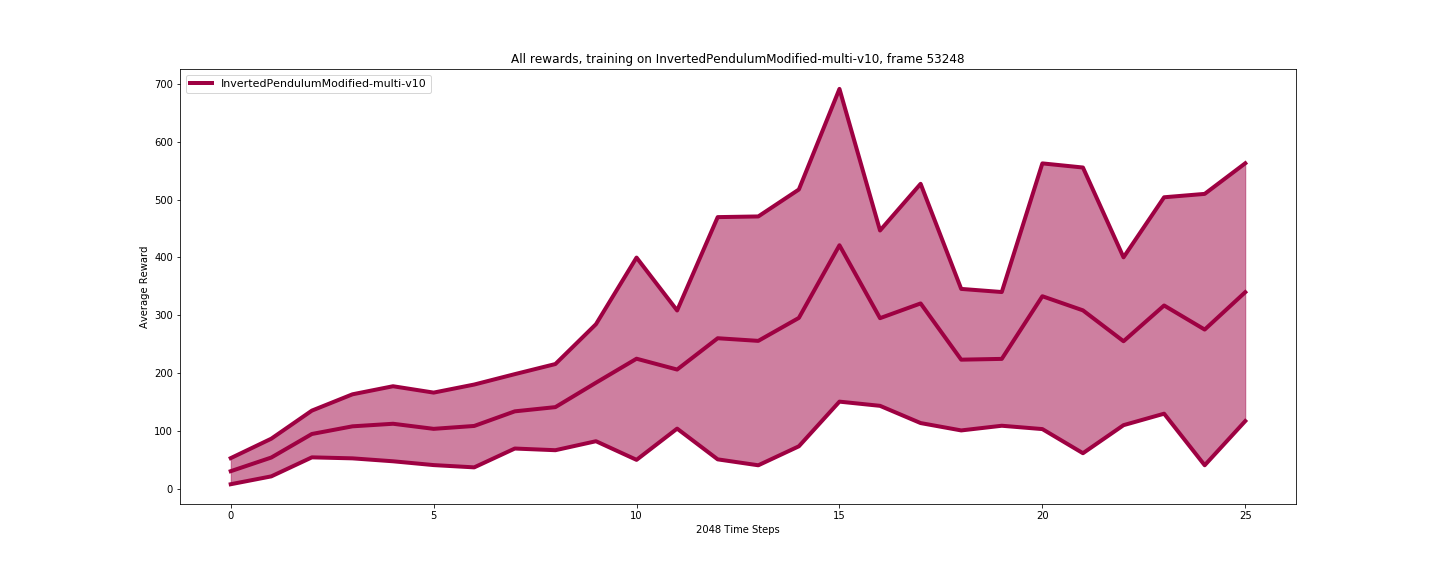 All rewards, training on InvertedPendulumModified-multi-v10, frame 53248
InvertedPendulumModified-multi-v10
700
600
500
400
300
200
100
0
Average Reward
0 5 10 15 20 25
2048 Time Steps